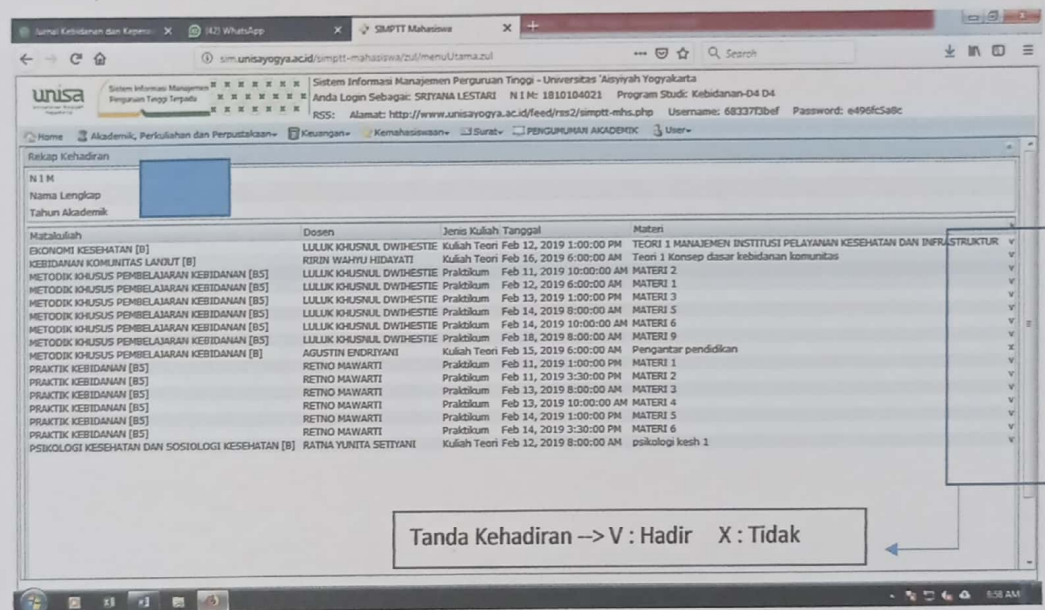 Jurnal Kebidanan dan Keperaw X (42) WhatsApp X SIMPTT Mahasiswa X +
sim.unisayogya.ac.id/simptt-mahasiswa/zul/menuUtama.zul Search
unisa
Sistem Informasi Manajemen
Perguruan Tinggi Terpadu
Sistem Informasi Manajemen Perguruan Tinggi - Universitas 'Aisyiyah Yogyakarta
Anda Login Sebagai: SRIYANA LESTARI N I M: 1810104021 Program Studi: Kebidanan-D4 D4
RSS: Alamat: http://www.unisayogya.ac.id/feed/rss2/simptt-mhs.php Username: 68337f3bef Password: e496fc5a8c
Home Akademik, Perkuliahan dan Perpustakaan Keuangan Kemahasiswaan Surat PENGUMUMAN AKADEMIK User
Rekap Kehadiran
N I M
Nama Lengkap
Tahun Akademik
Matakuliah Dosen Jenis Kuliah Tanggal Materi
EKONOMI KESEHATAN [B] LULUK KHUSNUL DWIHESTIE Kuliah Teori Feb 12, 2019 1:00:00 PM TEORI 1 MANAJEMEN INSTITUSI PELAYANAN KESEHATAN DAN INFRASTRUKTUR v
KEBIDANAN KOMUNITAS LANJUT [B] RIRIN WAHYU HIDAYATI Kuliah Teori Feb 16, 2019 6:00:00 AM Teori 1 Konsep dasar kebidanan komunitas v
METODIK KHUSUS PEMBELAJARAN KEBIDANAN [B5] LULUK KHUSNUL DWIHESTIE Praktikum Feb 11, 2019 10:00:00 AM MATERI 2 v
METODIK KHUSUS PEMBELAJARAN KEBIDANAN [B5] LULUK KHUSNUL DWIHESTIE Praktikum Feb 12, 2019 6:00:00 AM MATERI 1 v
METODIK KHUSUS PEMBELAJARAN KEBIDANAN [B5] LULUK KHUSNUL DWIHESTIE Praktikum Feb 13, 2019 1:00:00 PM MATERI 3 v
METODIK KHUSUS PEMBELAJARAN KEBIDANAN [B5] LULUK KHUSNUL DWIHESTIE Praktikum Feb 14, 2019 8:00:00 AM MATERI 5 v
METODIK KHUSUS PEMBELAJARAN KEBIDANAN [B5] LULUK KHUSNUL DWIHESTIE Praktikum Feb 14, 2019 10:00:00 AM MATERI 6 v
METODIK KHUSUS PEMBELAJARAN KEBIDANAN [B5] LULUK KHUSNUL DWIHESTIE Praktikum Feb 18, 2019 8:00:00 AM MATERI 9 v
METODIK KHUSUS PEMBELAJARAN KEBIDANAN [B] AGUSTIN ENDRIYANI Kuliah Teori Feb 15, 2019 6:00:00 AM Pengantar pendidikan x
PRAKTIK KEBIDANAN [B5] RETNO MAWARTI Praktikum Feb 11, 2019 1:00:00 PM MATERI 1 v
PRAKTIK KEBIDANAN [B5] RETNO MAWARTI Praktikum Feb 11, 2019 3:30:00 PM MATERI 2 v
PRAKTIK KEBIDANAN [B5] RETNO MAWARTI Praktikum Feb 13, 2019 8:00:00 AM MATERI 3 v
PRAKTIK KEBIDANAN [B5] RETNO MAWARTI Praktikum Feb 13, 2019 10:00:00 AM MATERI 4 v
PRAKTIK KEBIDANAN [B5] RETNO MAWARTI Praktikum Feb 14, 2019 1:00:00 PM MATERI 5 v
PRAKTIK KEBIDANAN [B5] RETNO MAWARTI Praktikum Feb 14, 2019 3:30:00 PM MATERI 6 v
PSIKOLOGI KESEHATAN DAN SOSIOLOGI KESEHATAN [B] RATNA YUNITA SETIYANI Kuliah Teori Feb 12, 2019 8:00:00 AM psikologi kesh 1 v
Tanda Kehadiran --> V : Hadir X : Tidak
8:58 AM